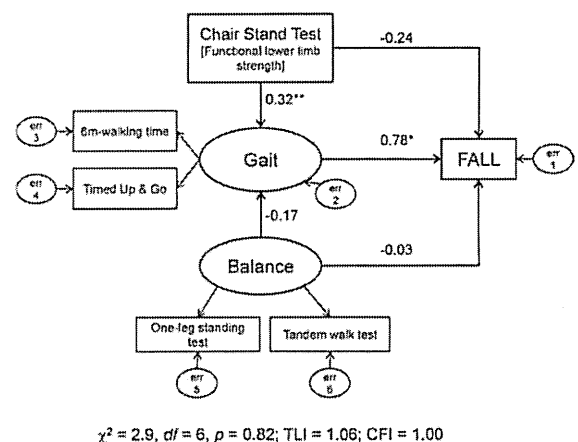 Chair Stand Test
[Functional lower limb
strength]
-0.24
0.32**
err
3
6m-walking time
Gait
0.78*
FALL
err
1
err
4
Timed Up & Go
err
2
-0.17
-0.03
Balance
One-leg standing
test
Tandem walk test
err
5
err
6
χ² = 2.9, df = 6, p = 0.82; TLI = 1.06; CFI = 1.00